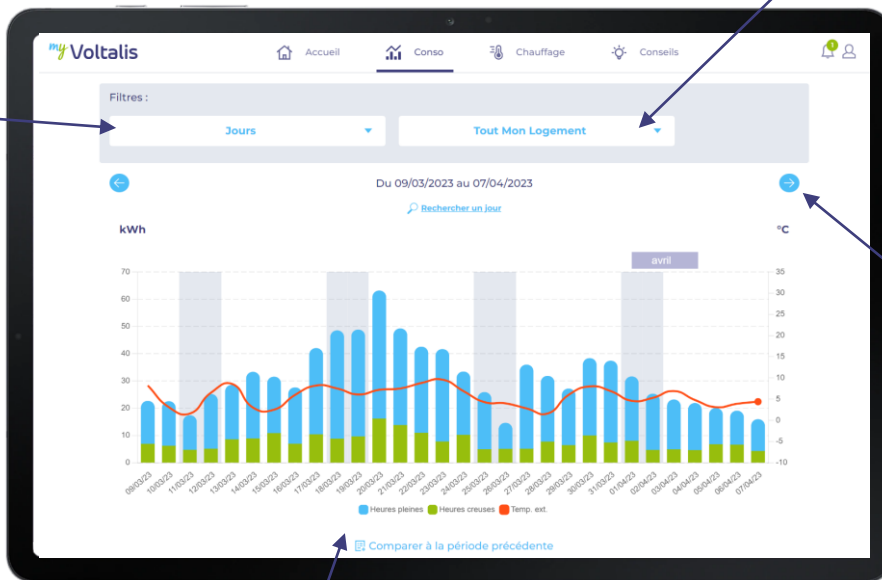 my Voltalis
Accueil
Conso
Chauffage
Conseils
1
Filtres :
Jours
Tout Mon Logement
Du 09/03/2023 au 07/04/2023
Rechercher un jour
kWh
°C
avril
70
60
50
40
30
20
10
0
35
30
25
20
15
10
5
0
-5
-10
09/03/23 10/03/23 11/03/23 12/03/23 13/03/23 14/03/23 15/03/23 16/03/23 17/03/23 18/03/23 19/03/23 20/03/23 21/03/23 22/03/23 23/03/23 24/03/23 25/03/23 26/03/23 27/03/23 28/03/23 29/03/23 30/03/23 31/03/23 01/04/23 02/04/23 03/04/23 04/04/23 05/04/23 06/04/23 07/04/23
Heures pleines Heures creuses Temp. ext.
Comparer à la période précédente